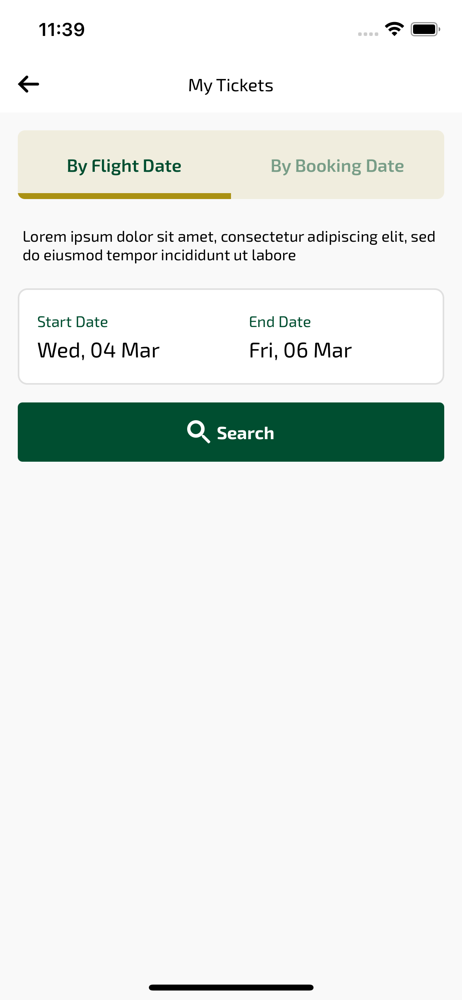 11:39
My Tickets
By Flight Date
By Booking Date
Lorem ipsum dolor sit amet, consectetur adipiscing elit, sed
do eiusmod tempor incididunt ut labore
Start Date
End Date
Wed, 04 Mar
Fri, 06 Mar
Search